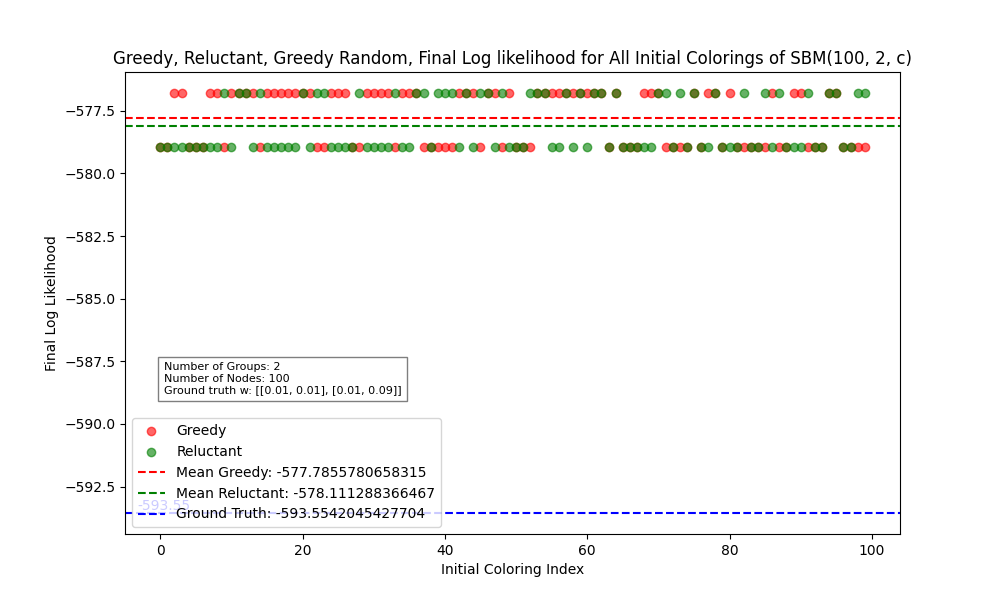 Greedy, Reluctant, Greedy Random, Final Log likelihood for All Initial Colorings of SBM(100, 2, c)
Final Log Likelihood
−577.5
−580.0
−582.5
−585.0
−587.5
−590.0
−592.5
Number of Groups: 2
Number of Nodes: 100
Ground truth w: [[0.01, 0.01], [0.01, 0.09]]
Greedy
Reluctant
Mean Greedy: -577.7855780658315
Mean Reluctant: -578.111288366467
-593.55
Ground Truth: -593.5542045427704
0 20 40 60 80 100
Initial Coloring Index